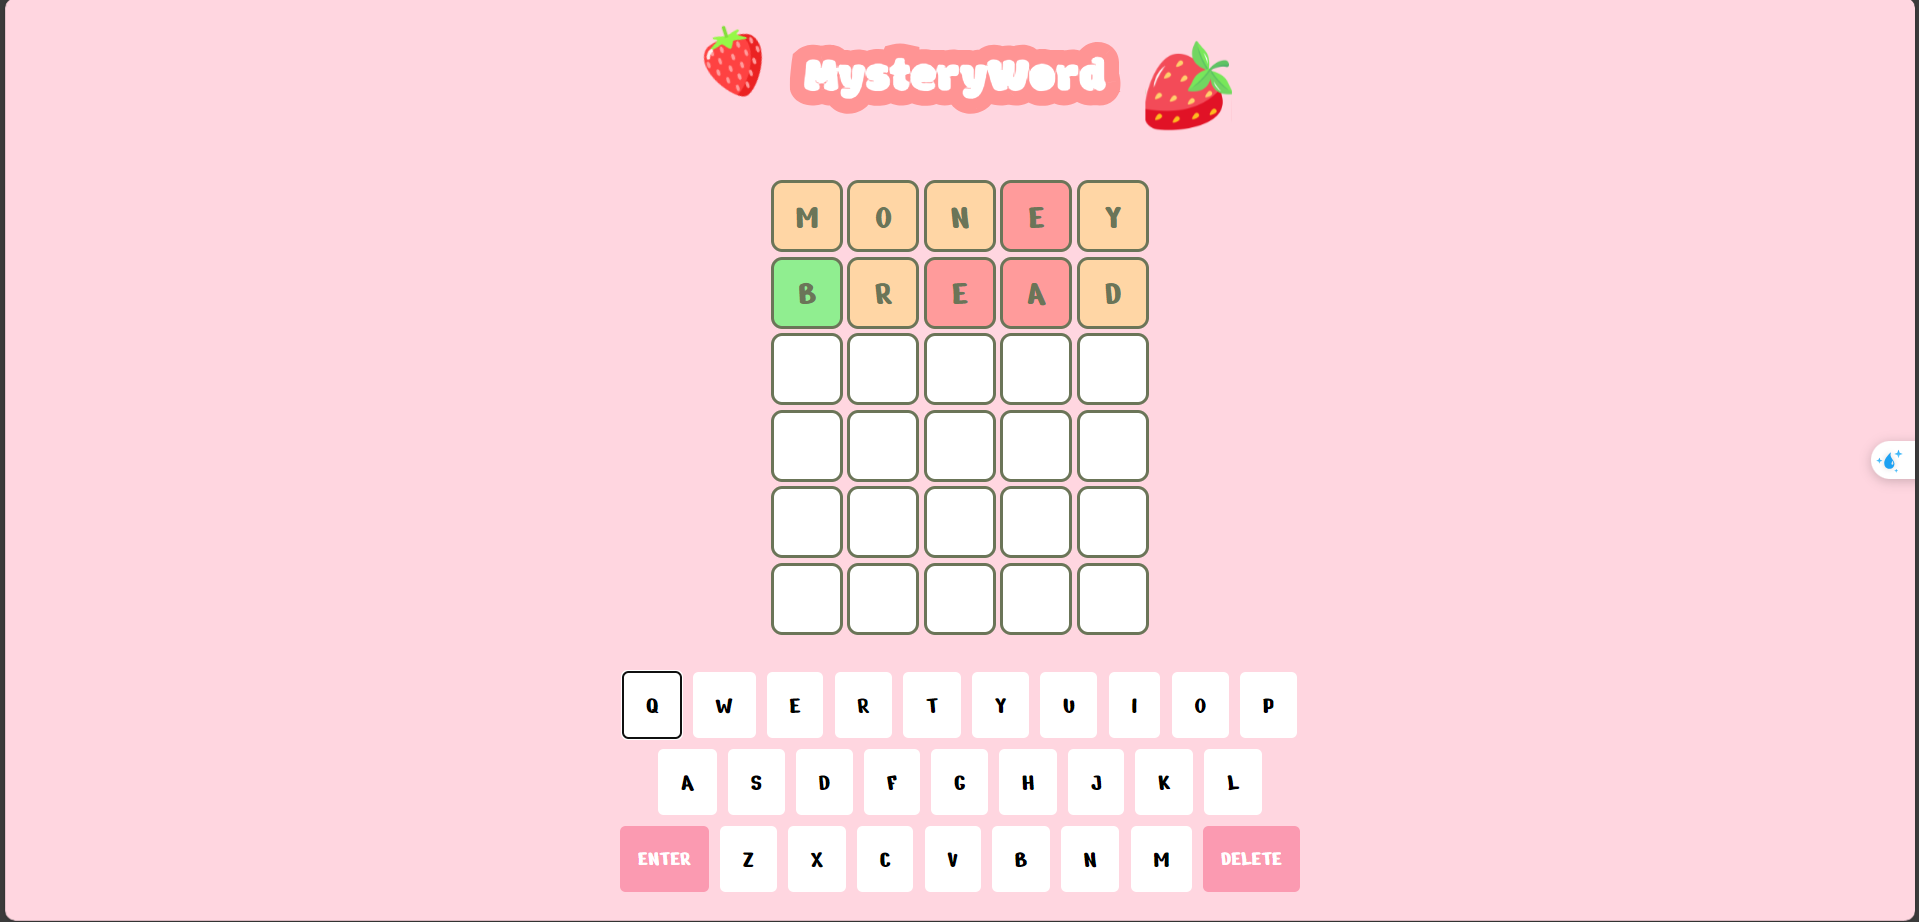 MysteryWord
M O N E Y
B R E A D
Q W E R T Y U I O P
A S D F G H J K L
ENTER Z X C V B N M DELETE